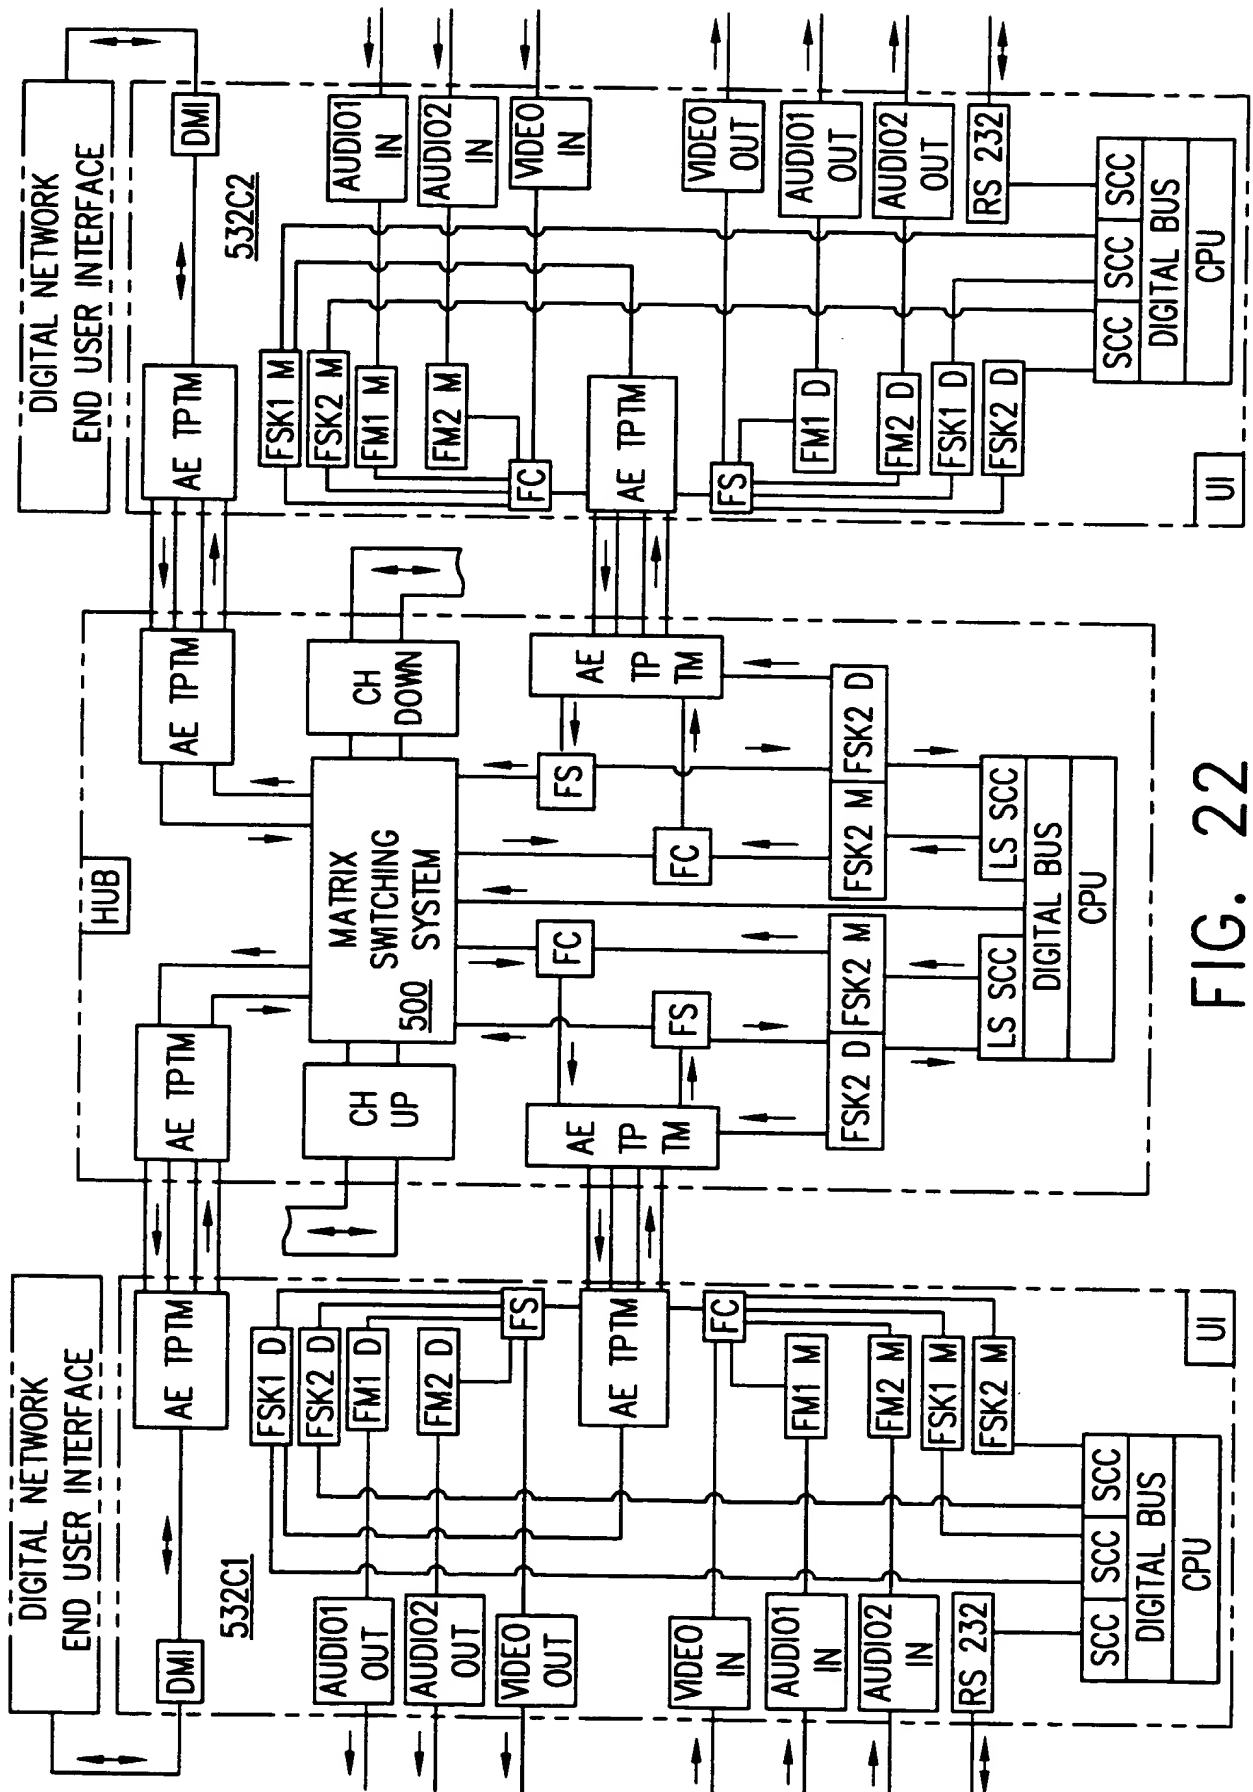 DIGITAL NETWORK
END USER INTERFACE
DMI
AE TPTM
532C1
FSK1 D
FSK2 D
FM1 D
FM2 D
AUDIO1
OUT
AUDIO2
OUT
VIDEO
OUT
FS
AE TPTM
FC
VIDEO
IN
AUDIO1
IN
AUDIO2
IN
RS 232
FM1 M
FM2 M
FSK1 M
FSK2 M
SCC
SCC
SCC
DIGITAL BUS
CPU
UI
HUB
AE TPTM
AE TPTM
CH
UP
MATRIX
SWITCHING
SYSTEM
500
CH
DOWN
AE
TP
TM
FC
FS
FS
FC
AE
TP
TM
FSK2 D
FSK2 M
FSK2 M
FSK2 D
LS SCC
LS SCC
DIGITAL BUS
CPU
DIGITAL NETWORK
END USER INTERFACE
DMI
AE TPTM
532C2
FSK1 M
FSK2 M
FM1 M
FM2 M
AUDIO1
IN
AUDIO2
IN
VIDEO
IN
FC
AE TPTM
FS
VIDEO
OUT
AUDIO1
OUT
AUDIO2
OUT
RS 232
FM1 D
FM2 D
FSK1 D
FSK2 D
SCC
SCC
SCC
DIGITAL BUS
CPU
UI
FIG. 22